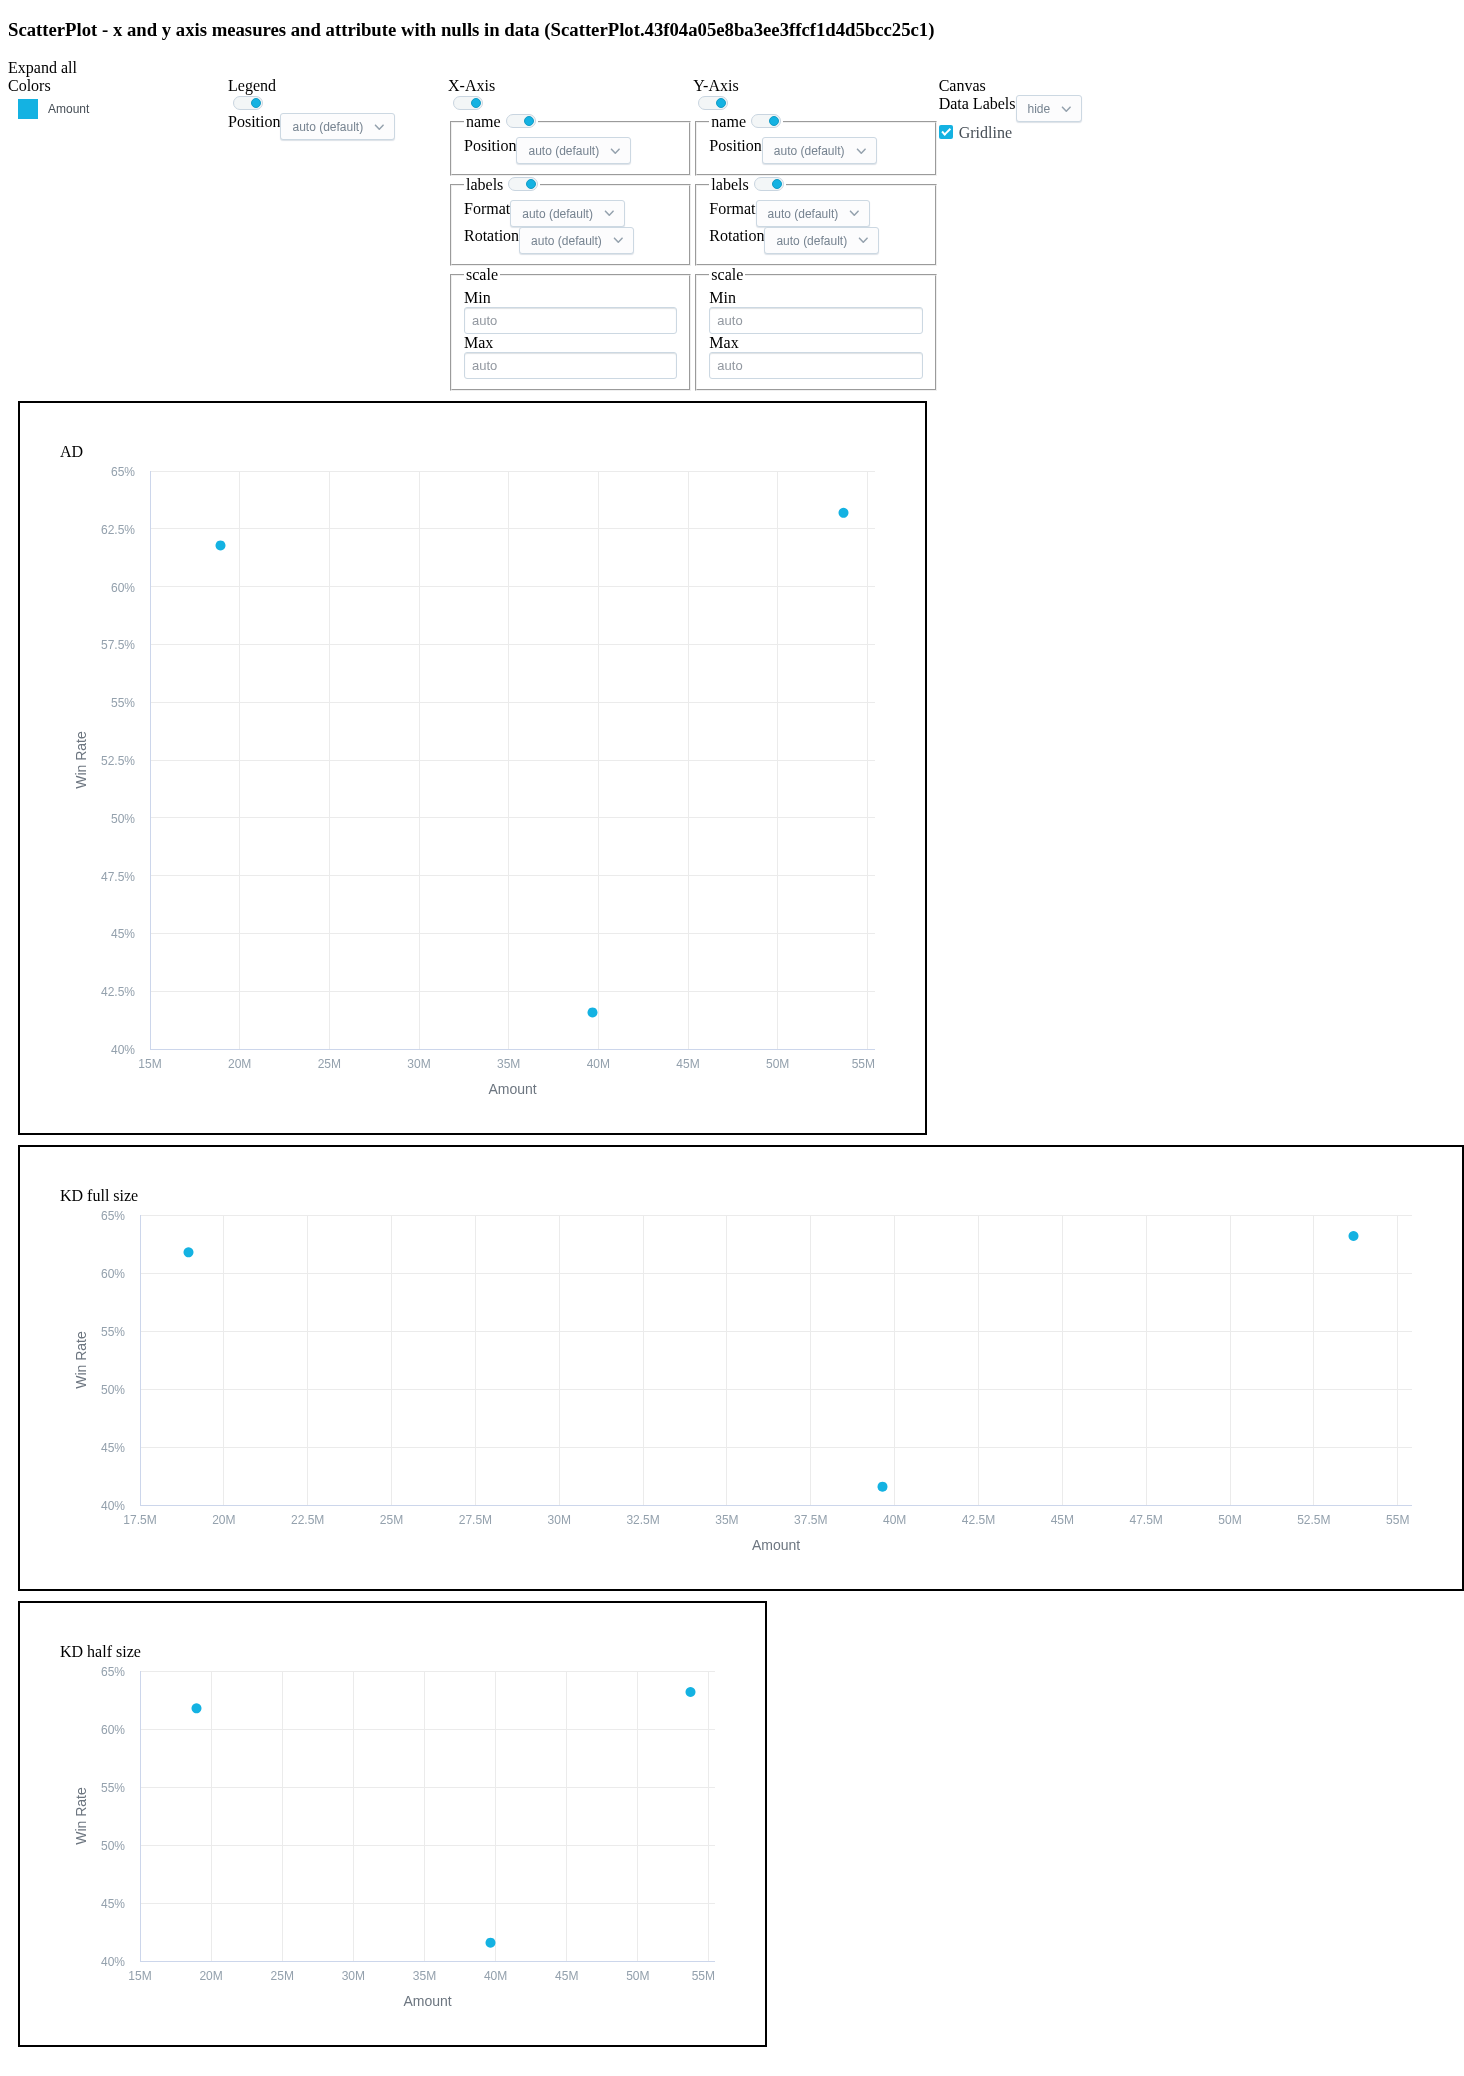 ScatterPlot - x and y axis measures and attribute with nulls in data (ScatterPlot.43f04a05e8ba3ee3ffcf1d4d5bcc25c1)
Expand all
Colors
Amount
Legend
Position auto (default)
X-Axis
name
Position auto (default)
labels
Format auto (default)
Rotation auto (default)
scale
Min
auto
Max
auto
Y-Axis
name
Position auto (default)
labels
Format auto (default)
Rotation auto (default)
scale
Min
auto
Max
auto
Canvas
Data Labels hide
Gridline
AD
65%
62.5%
60%
57.5%
55%
52.5%
50%
47.5%
45%
42.5%
40%
Win Rate
15M 20M 25M 30M 35M 40M 45M 50M 55M
Amount
KD full size
65%
60%
55%
50%
45%
40%
Win Rate
17.5M 20M 22.5M 25M 27.5M 30M 32.5M 35M 37.5M 40M 42.5M 45M 47.5M 50M 52.5M 55M
Amount
KD half size
65%
60%
55%
50%
45%
40%
Win Rate
15M 20M 25M 30M 35M 40M 45M 50M 55M
Amount